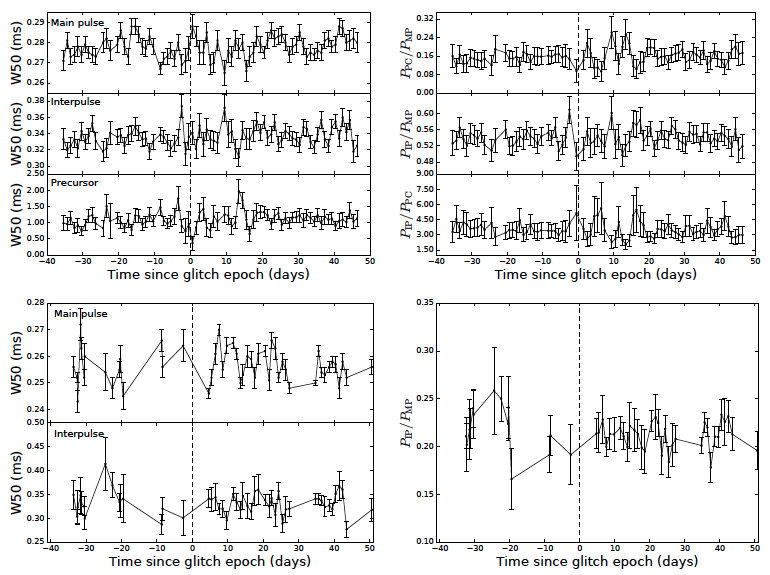 0.29
0.28
0.27
0.26
W50 (ms)
Main pulse
0.38
0.36
0.34
0.32
0.30
W50 (ms)
Interpulse
2.50
2.00
1.50
1.00
0.50
0.00
W50 (ms)
Precursor
−40 −30 −20 −10 0 10 20 30 40 50
Time since glitch epoch (days)
0.32
0.24
0.16
0.08
0.00
P_PC/P_MP
0.60
0.56
0.52
0.48
P_IP/P_MP
9.00
7.50
6.00
4.50
3.00
1.50
P_IP/P_PC
−40 −30 −20 −10 0 10 20 30 40 50
Time since glitch epoch (days)
0.28
0.27
0.26
0.25
0.24
W50 (ms)
Main pulse
0.50
0.45
0.40
0.35
0.30
0.25
W50 (ms)
Interpulse
−40 −30 −20 −10 0 10 20 30 40 50
Time since glitch epoch (days)
0.35
0.30
0.25
0.20
0.15
0.10
P_IP/P_MP
−40 −30 −20 −10 0 10 20 30 40 50
Time since glitch epoch (days)